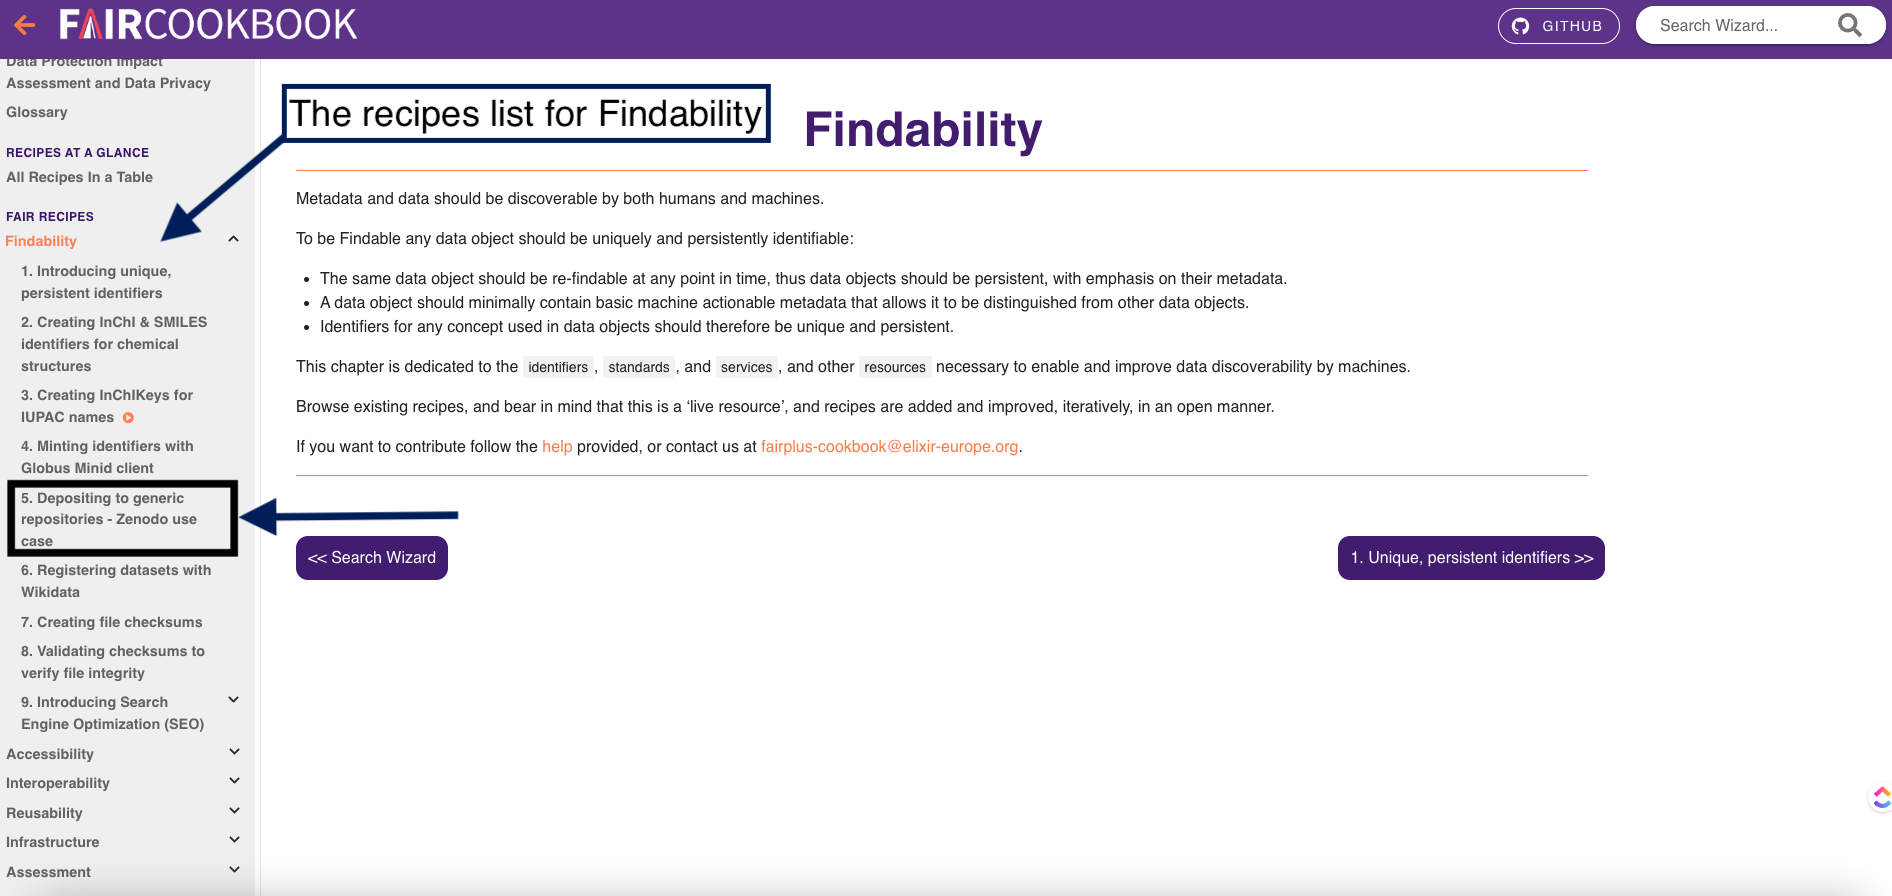 FAIRCOOKBOOK
GITHUB
Search Wizard...
Data Protection Impact
Assessment and Data Privacy
Glossary
RECIPES AT A GLANCE
All Recipes In a Table
FAIR RECIPES
Findability
1. Introducing unique,
persistent identifiers
2. Creating InChI & SMILES
identifiers for chemical
structures
3. Creating InChIKeys for
IUPAC names
4. Minting identifiers with
Globus Minid client
5. Depositing to generic
repositories - Zenodo use
case
6. Registering datasets with
Wikidata
7. Creating file checksums
8. Validating checksums to
verify file integrity
9. Introducing Search
Engine Optimization (SEO)
Accessibility
Interoperability
Reusability
Infrastructure
Assessment
The recipes list for Findability
Findability
Metadata and data should be discoverable by both humans and machines.
To be Findable any data object should be uniquely and persistently identifiable:
• The same data object should be re-findable at any point in time, thus data objects should be persistent, with emphasis on their metadata.
• A data object should minimally contain basic machine actionable metadata that allows it to be distinguished from other data objects.
• Identifiers for any concept used in data objects should therefore be unique and persistent.
This chapter is dedicated to the identifiers, standards, and services, and other resources necessary to enable and improve data discoverability by machines.
Browse existing recipes, and bear in mind that this is a ‘live resource’, and recipes are added and improved, iteratively, in an open manner.
If you want to contribute follow the help provided, or contact us at fairplus-cookbook@elixir-europe.org.
<< Search Wizard
1. Unique, persistent identifiers >>